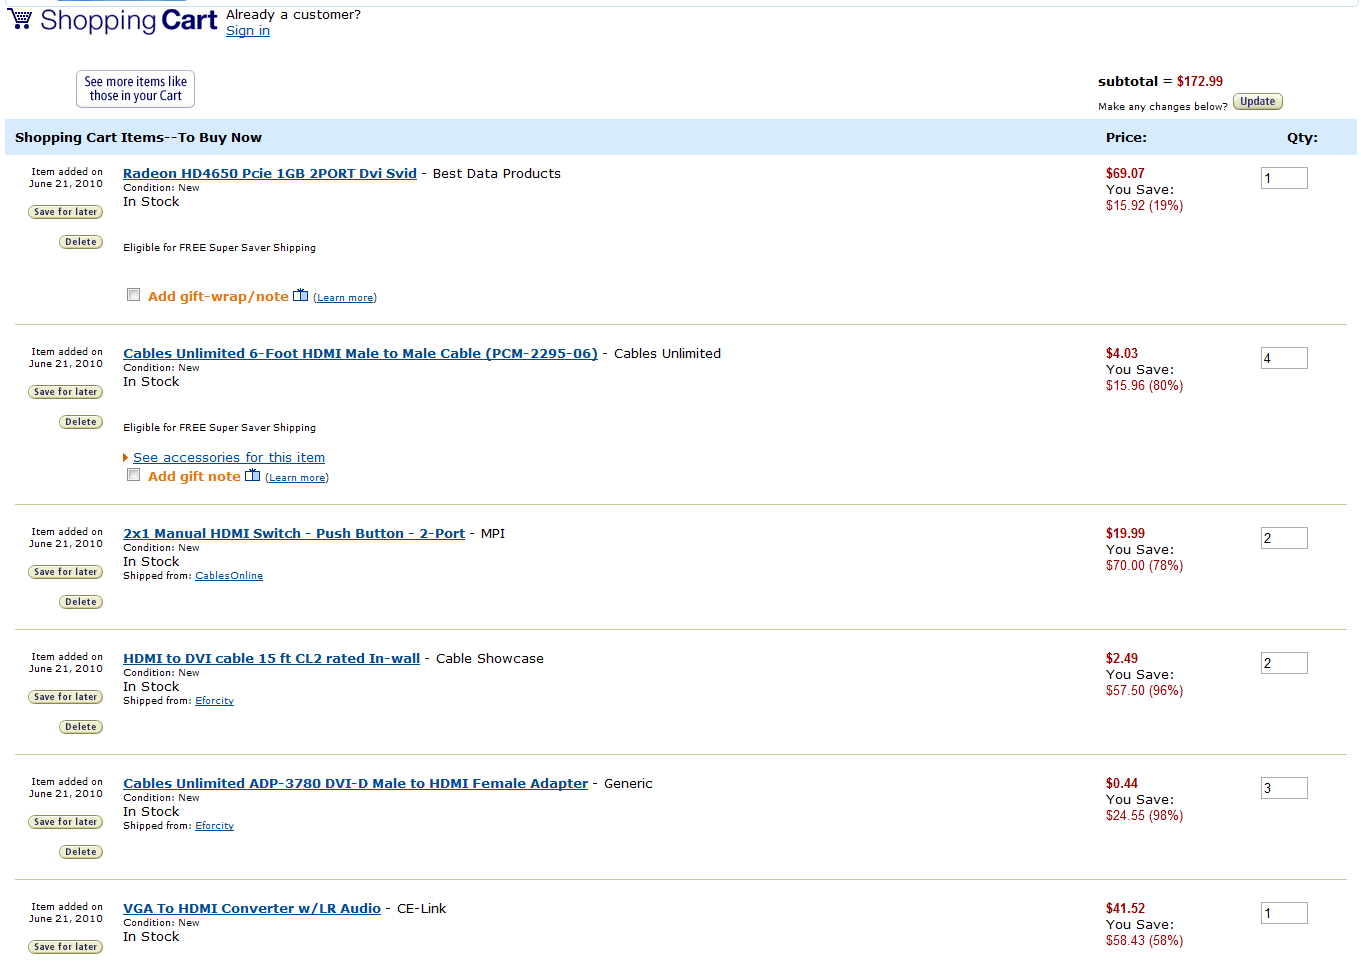 Shopping Cart
Already a customer?
Sign in
See more items like
those in your Cart
subtotal = $172.99
Make any changes below? Update
Shopping Cart Items--To Buy Now Price: Qty:
Item added on
June 21, 2010
Save for later
Delete
Radeon HD4650 Pcie 1GB 2PORT Dvi Svid - Best Data Products
Condition: New
In Stock
Eligible for FREE Super Saver Shipping
Add gift-wrap/note (Learn more)
$69.07
You Save:
$15.92 (19%)
1
Item added on
June 21, 2010
Save for later
Delete
Cables Unlimited 6-Foot HDMI Male to Male Cable (PCM-2295-06) - Cables Unlimited
Condition: New
In Stock
Eligible for FREE Super Saver Shipping
See accessories for this item
Add gift note (Learn more)
$4.03
You Save:
$15.96 (80%)
4
Item added on
June 21, 2010
Save for later
Delete
2x1 Manual HDMI Switch - Push Button - 2-Port - MPI
Condition: New
In Stock
Shipped from: CablesOnline
$19.99
You Save:
$70.00 (78%)
2
Item added on
June 21, 2010
Save for later
Delete
HDMI to DVI cable 15 ft CL2 rated In-wall - Cable Showcase
Condition: New
In Stock
Shipped from: Eforcity
$2.49
You Save:
$57.50 (96%)
2
Item added on
June 21, 2010
Save for later
Delete
Cables Unlimited ADP-3780 DVI-D Male to HDMI Female Adapter - Generic
Condition: New
In Stock
Shipped from: Eforcity
$0.44
You Save:
$24.55 (98%)
3
Item added on
June 21, 2010
Save for later
VGA To HDMI Converter w/LR Audio - CE-Link
Condition: New
In Stock
$41.52
You Save:
$58.43 (58%)
1